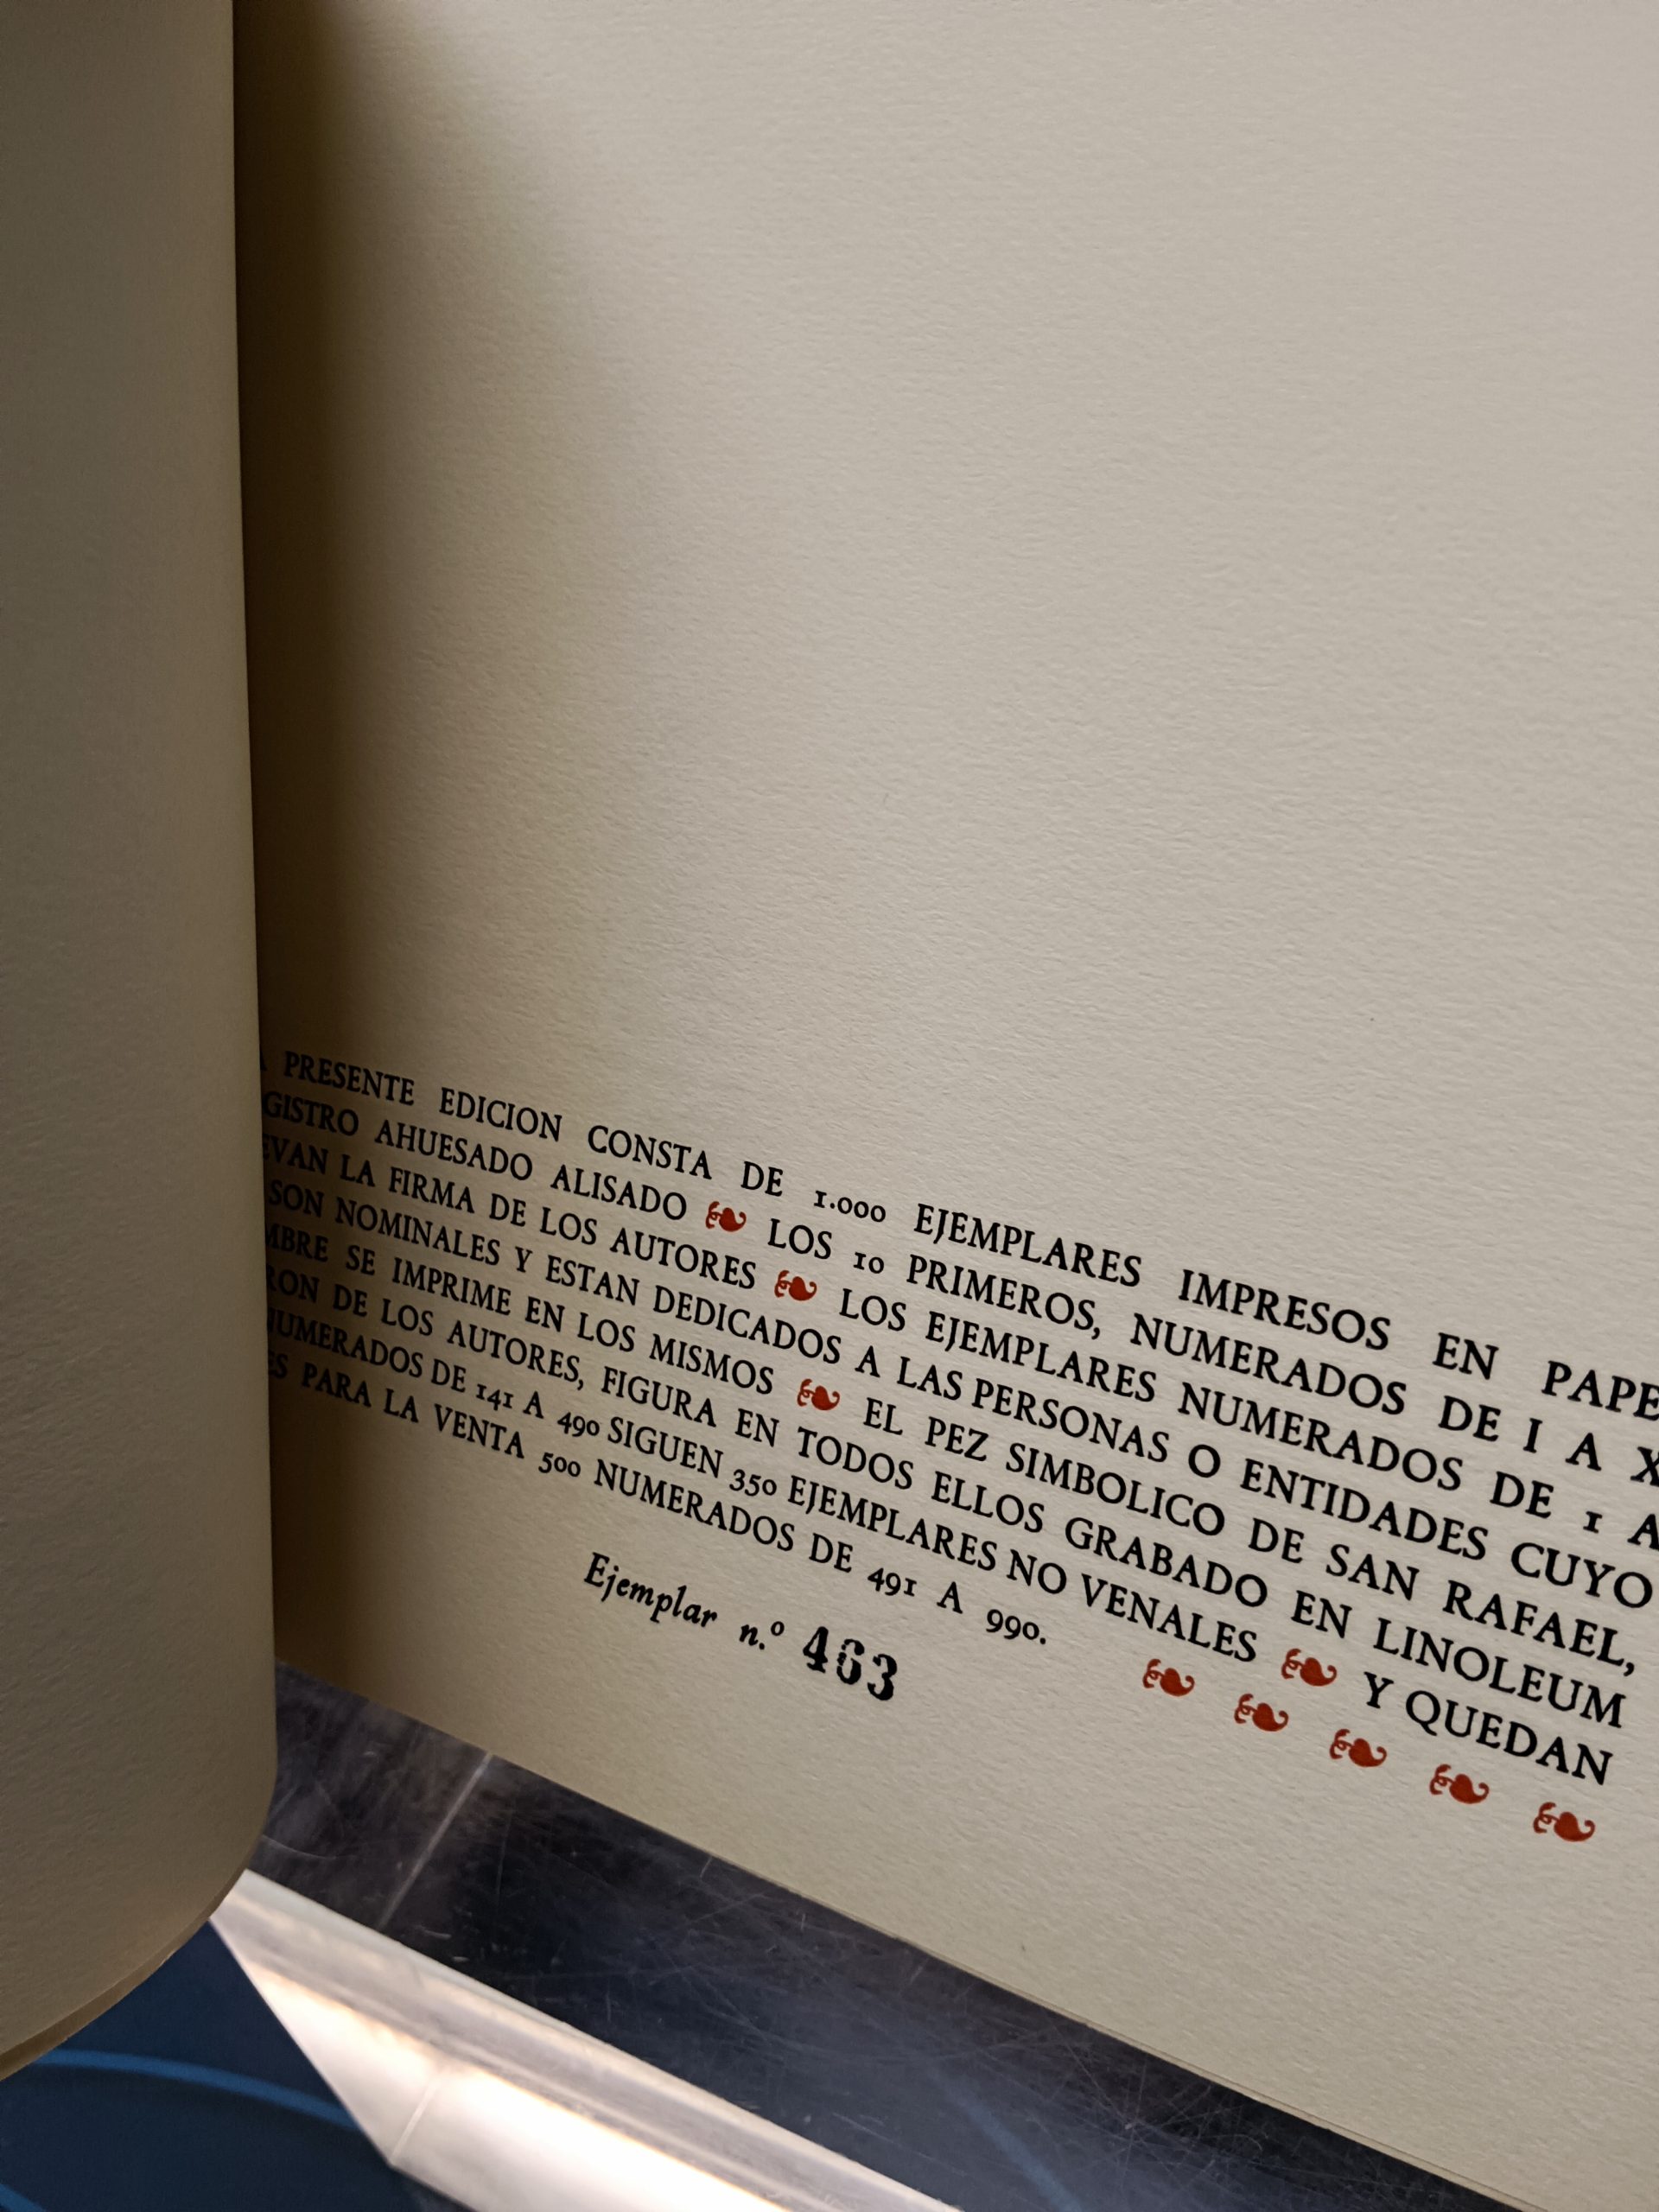 PRESENTE EDICION CONSTA DE 1.000 EJEMPLARES IMPRESOS EN PAPE
GISTRO AHUESADO ALISADO ❧ LOS 10 PRIMEROS, NUMERADOS DE I A X
EVAN LA FIRMA DE LOS AUTORES ❧ LOS EJEMPLARES NUMERADOS DE 1 A
SON NOMINALES Y ESTAN DEDICADOS A LAS PERSONAS O ENTIDADES CUYO
MBRE SE IMPRIME EN LOS MISMOS ❧ EL PEZ SIMBOLICO DE SAN RAFAEL,
RON DE LOS AUTORES, FIGURA EN TODOS ELLOS GRABADO EN LINOLEUM
NUMERADOS DE 141 A 490 SIGUEN 350 EJEMPLARES NO VENALES ❧ Y QUEDAN
ES PARA LA VENTA 500 NUMERADOS DE 491 A 990. ❧ ❧ ❧ ❧ ❧
Ejemplar n.º 463